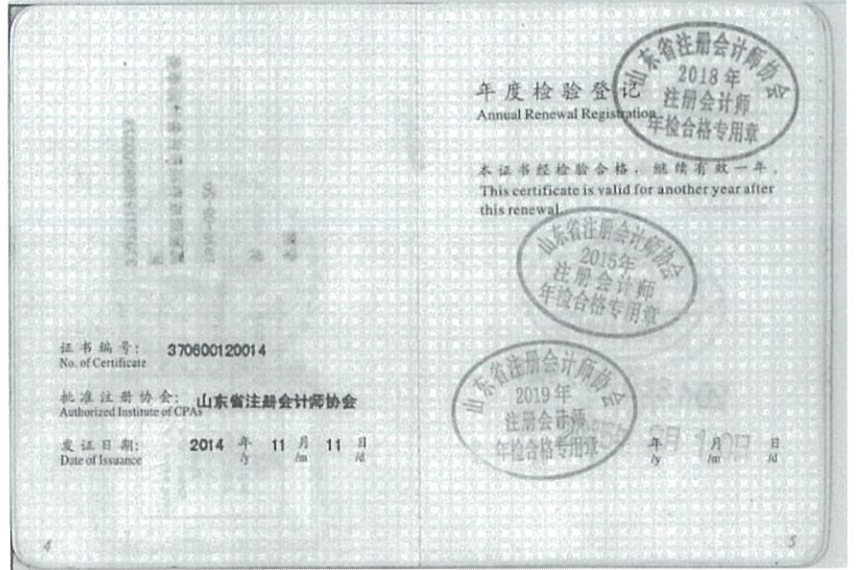 证书编号: 370600120014
No. of Certificate
批准注册协会: 山东省注册会计师协会
Authorized Institute of CPAs
发证日期: 2014 年 11 月 11 日
Date of Issuance /y /m /d
4
年度检验登记
Annual Renewal Registration
本证书经检验合格，继续有效一年.
This certificate is valid for another year after
this renewal.
山东省注册会计师协会
2018年
注册会计师
年检合格专用章
山东省注册会计师协会
2015年
注册会计师
年检合格专用章
山东省注册会计师协会
2019年
注册会计师
年检合格专用章
年 月 日
/y /m /d
5